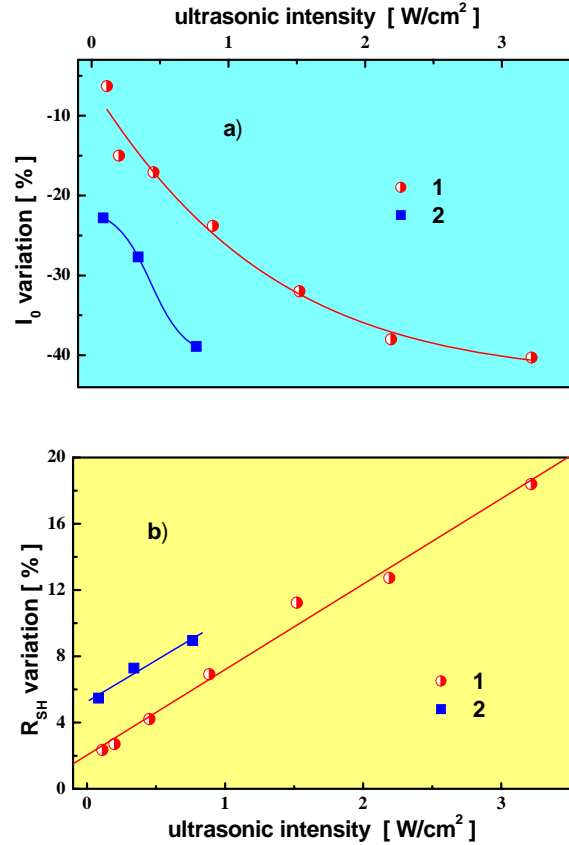 ultrasonic intensity [ W/cm²]
0 1 2 3
-10
-20
-30
-40
I₀ variation [ % ]
a)
1
2
20
16
12
8
4
0
R_SH variation [ % ]
b)
1
2
0 1 2 3
ultrasonic intensity [ W/cm²]